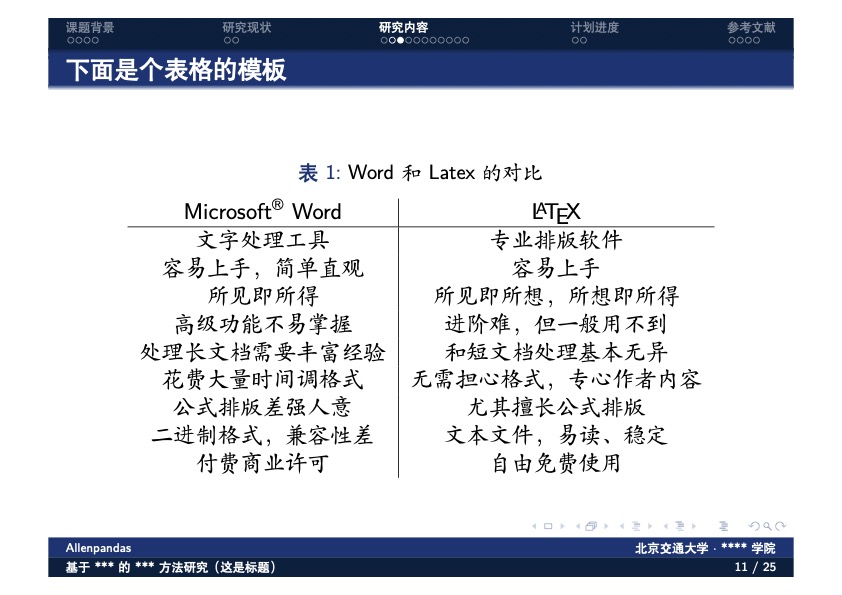 课题背景 研究现状 研究内容 计划进度 参考文献
下面是个表格的模板
表 1: Word 和 Latex 的对比
Microsoft® Word LATEX
文字处理工具 专业排版软件
容易上手，简单直观 容易上手
所见即所得 所见即所想，所想即所得
高级功能不易掌握 进阶难，但一般用不到
处理长文档需要丰富经验 和短文档处理基本无异
花费大量时间调格式 无需担心格式，专心作者内容
公式排版差强人意 尤其擅长公式排版
二进制格式，兼容性差 文本文件，易读、稳定
付费商业许可 自由免费使用
Allenpandas 北京交通大学 · **** 学院
基于 *** 的 *** 方法研究（这是标题） 11 / 25